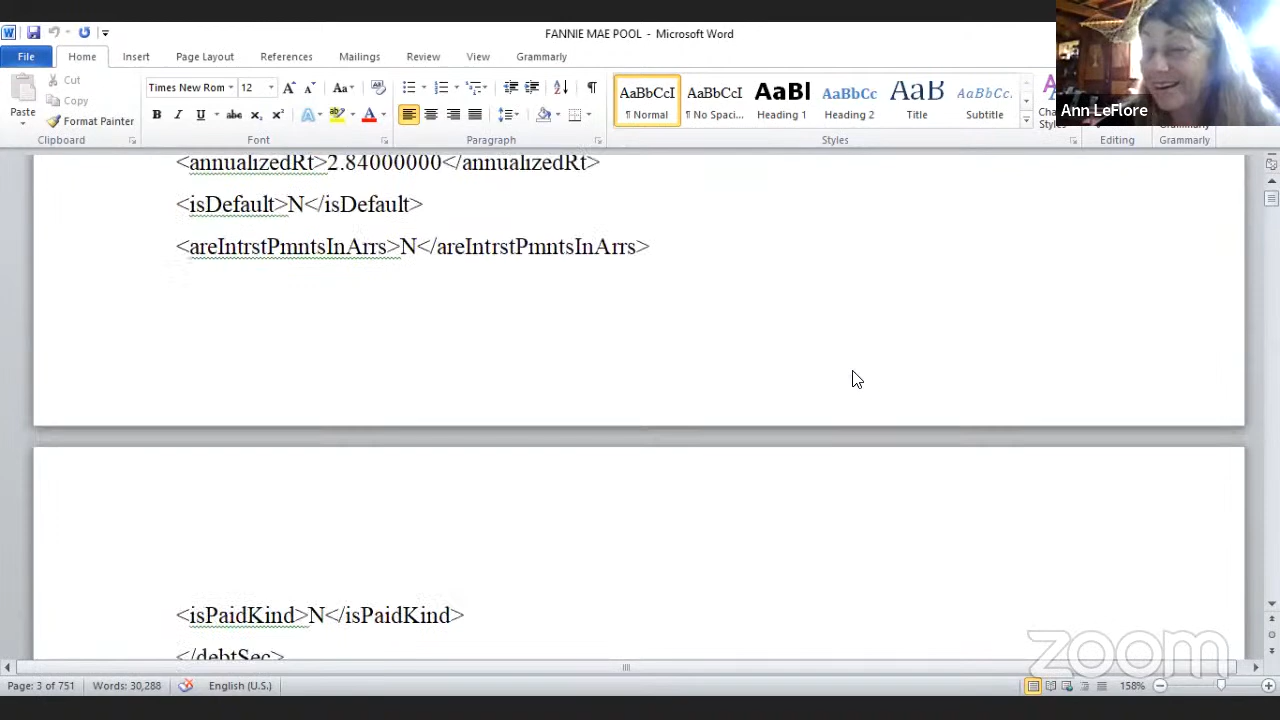 FANNIE MAE POOL - Microsoft Word
File Home Insert Page Layout References Mailings Review View Grammarly
Paste
Cut
Copy
Format Painter
Clipboard
Times New Rom 12
Font
Paragraph
AaBbCcI AaBbCcI AaBl AaBbCc AaB AaBbCc.
¶ Normal ¶ No Spaci... Heading 1 Heading 2 Title Subtitle
Styles
Editing
Grammarly
Ann LeFlore
<annualizedRt>2.84000000</annualizedRt>
<isDefault>N</isDefault>
<areIntrstPmntsInArrs>N</areIntrstPmntsInArrs>
<isPaidKind>N</isPaidKind>
</debtSec>
zoom
Page: 3 of 751 Words: 30,288 English (U.S.) 158%